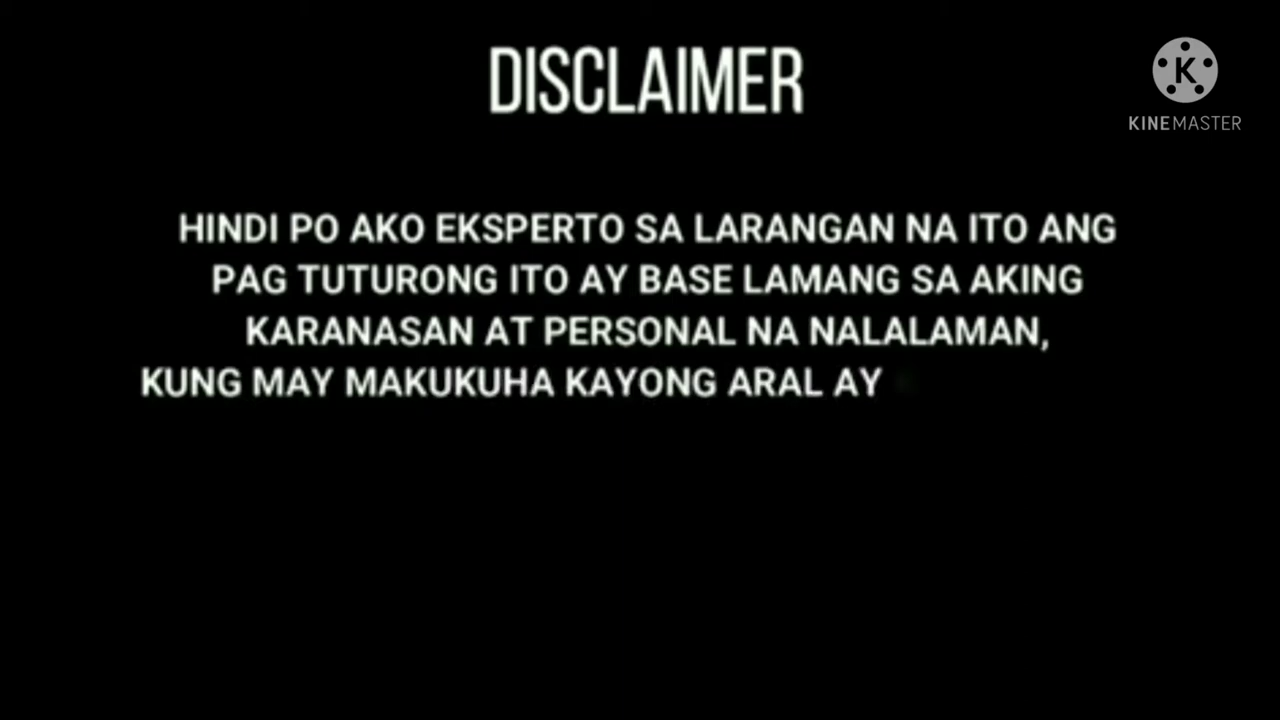 DISCLAIMER
K
KINEMASTER
HINDI PO AKO EKSPERTO SA LARANGAN NA ITO ANG
PAG TUTURONG ITO AY BASE LAMANG SA AKING
KARANASAN AT PERSONAL NA NALALAMAN,
KUNG MAY MAKUKUHA KAYONG ARAL AY